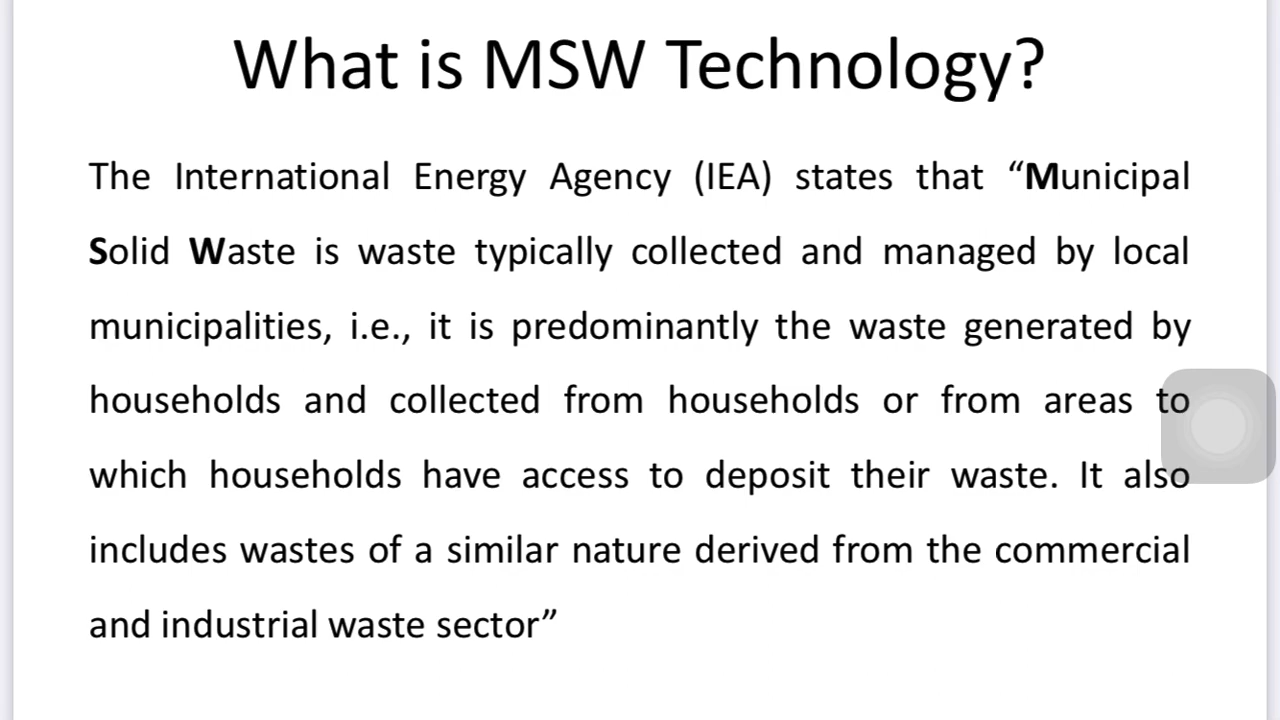 What is MSW Technology?
The International Energy Agency (IEA) states that “Municipal
Solid Waste is waste typically collected and managed by local
municipalities, i.e., it is predominantly the waste generated by
households and collected from households or from areas to
which households have access to deposit their waste. It also
includes wastes of a similar nature derived from the commercial
and industrial waste sector”